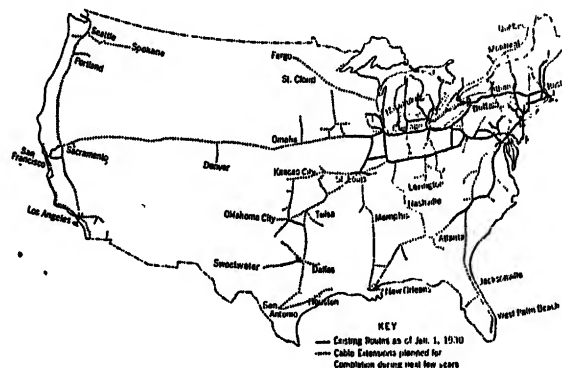 Seattle
Spokane
Portland
Fargo
St. Cloud
Montreal
Buffalo
Omaha
Sacramento
San
Francisco
Denver
Kansas City
St. Louis
Lexington
Nashville
Los Angeles
Oklahoma City
Tulsa
Memphis
Atlanta
Sweetwater
Dallas
San
Antonio
Houston
New Orleans
Jacksonville
West Palm Beach
KEY
Existing Routes as of Jan. 1, 1930
Cable Extensions planned for
Completion during next few years